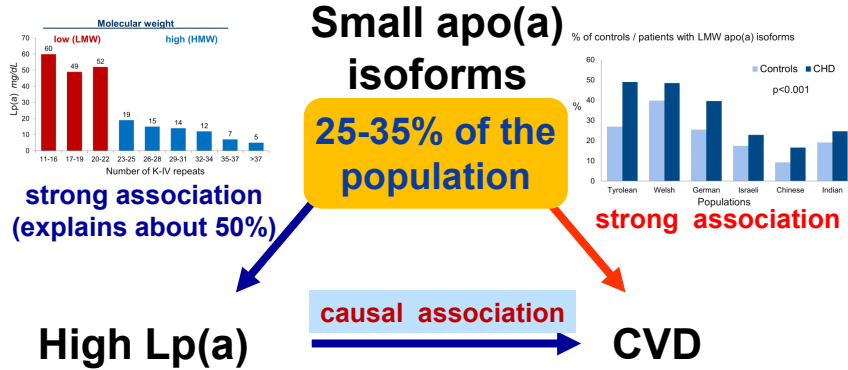 Small apo(a)
isoforms
25-35% of the
population
Molecular weight
low (LMW) high (HMW)
Lp(a) mg/dL
70
60
50
40
30
20
10
0
60 49 52 19 15 14 12 7 5
11-16 17-19 20-22 23-25 26-28 29-31 32-34 35-37 >37
Number of K-IV repeats
strong association
(explains about 50%)
% of controls / patients with LMW apo(a) isoforms
Controls CHD
p<0.001
%
60
50
40
30
20
10
0
Tyrolean Welsh German Israeli Chinese Indian
Populations
strong association
causal association
High Lp(a)
CVD